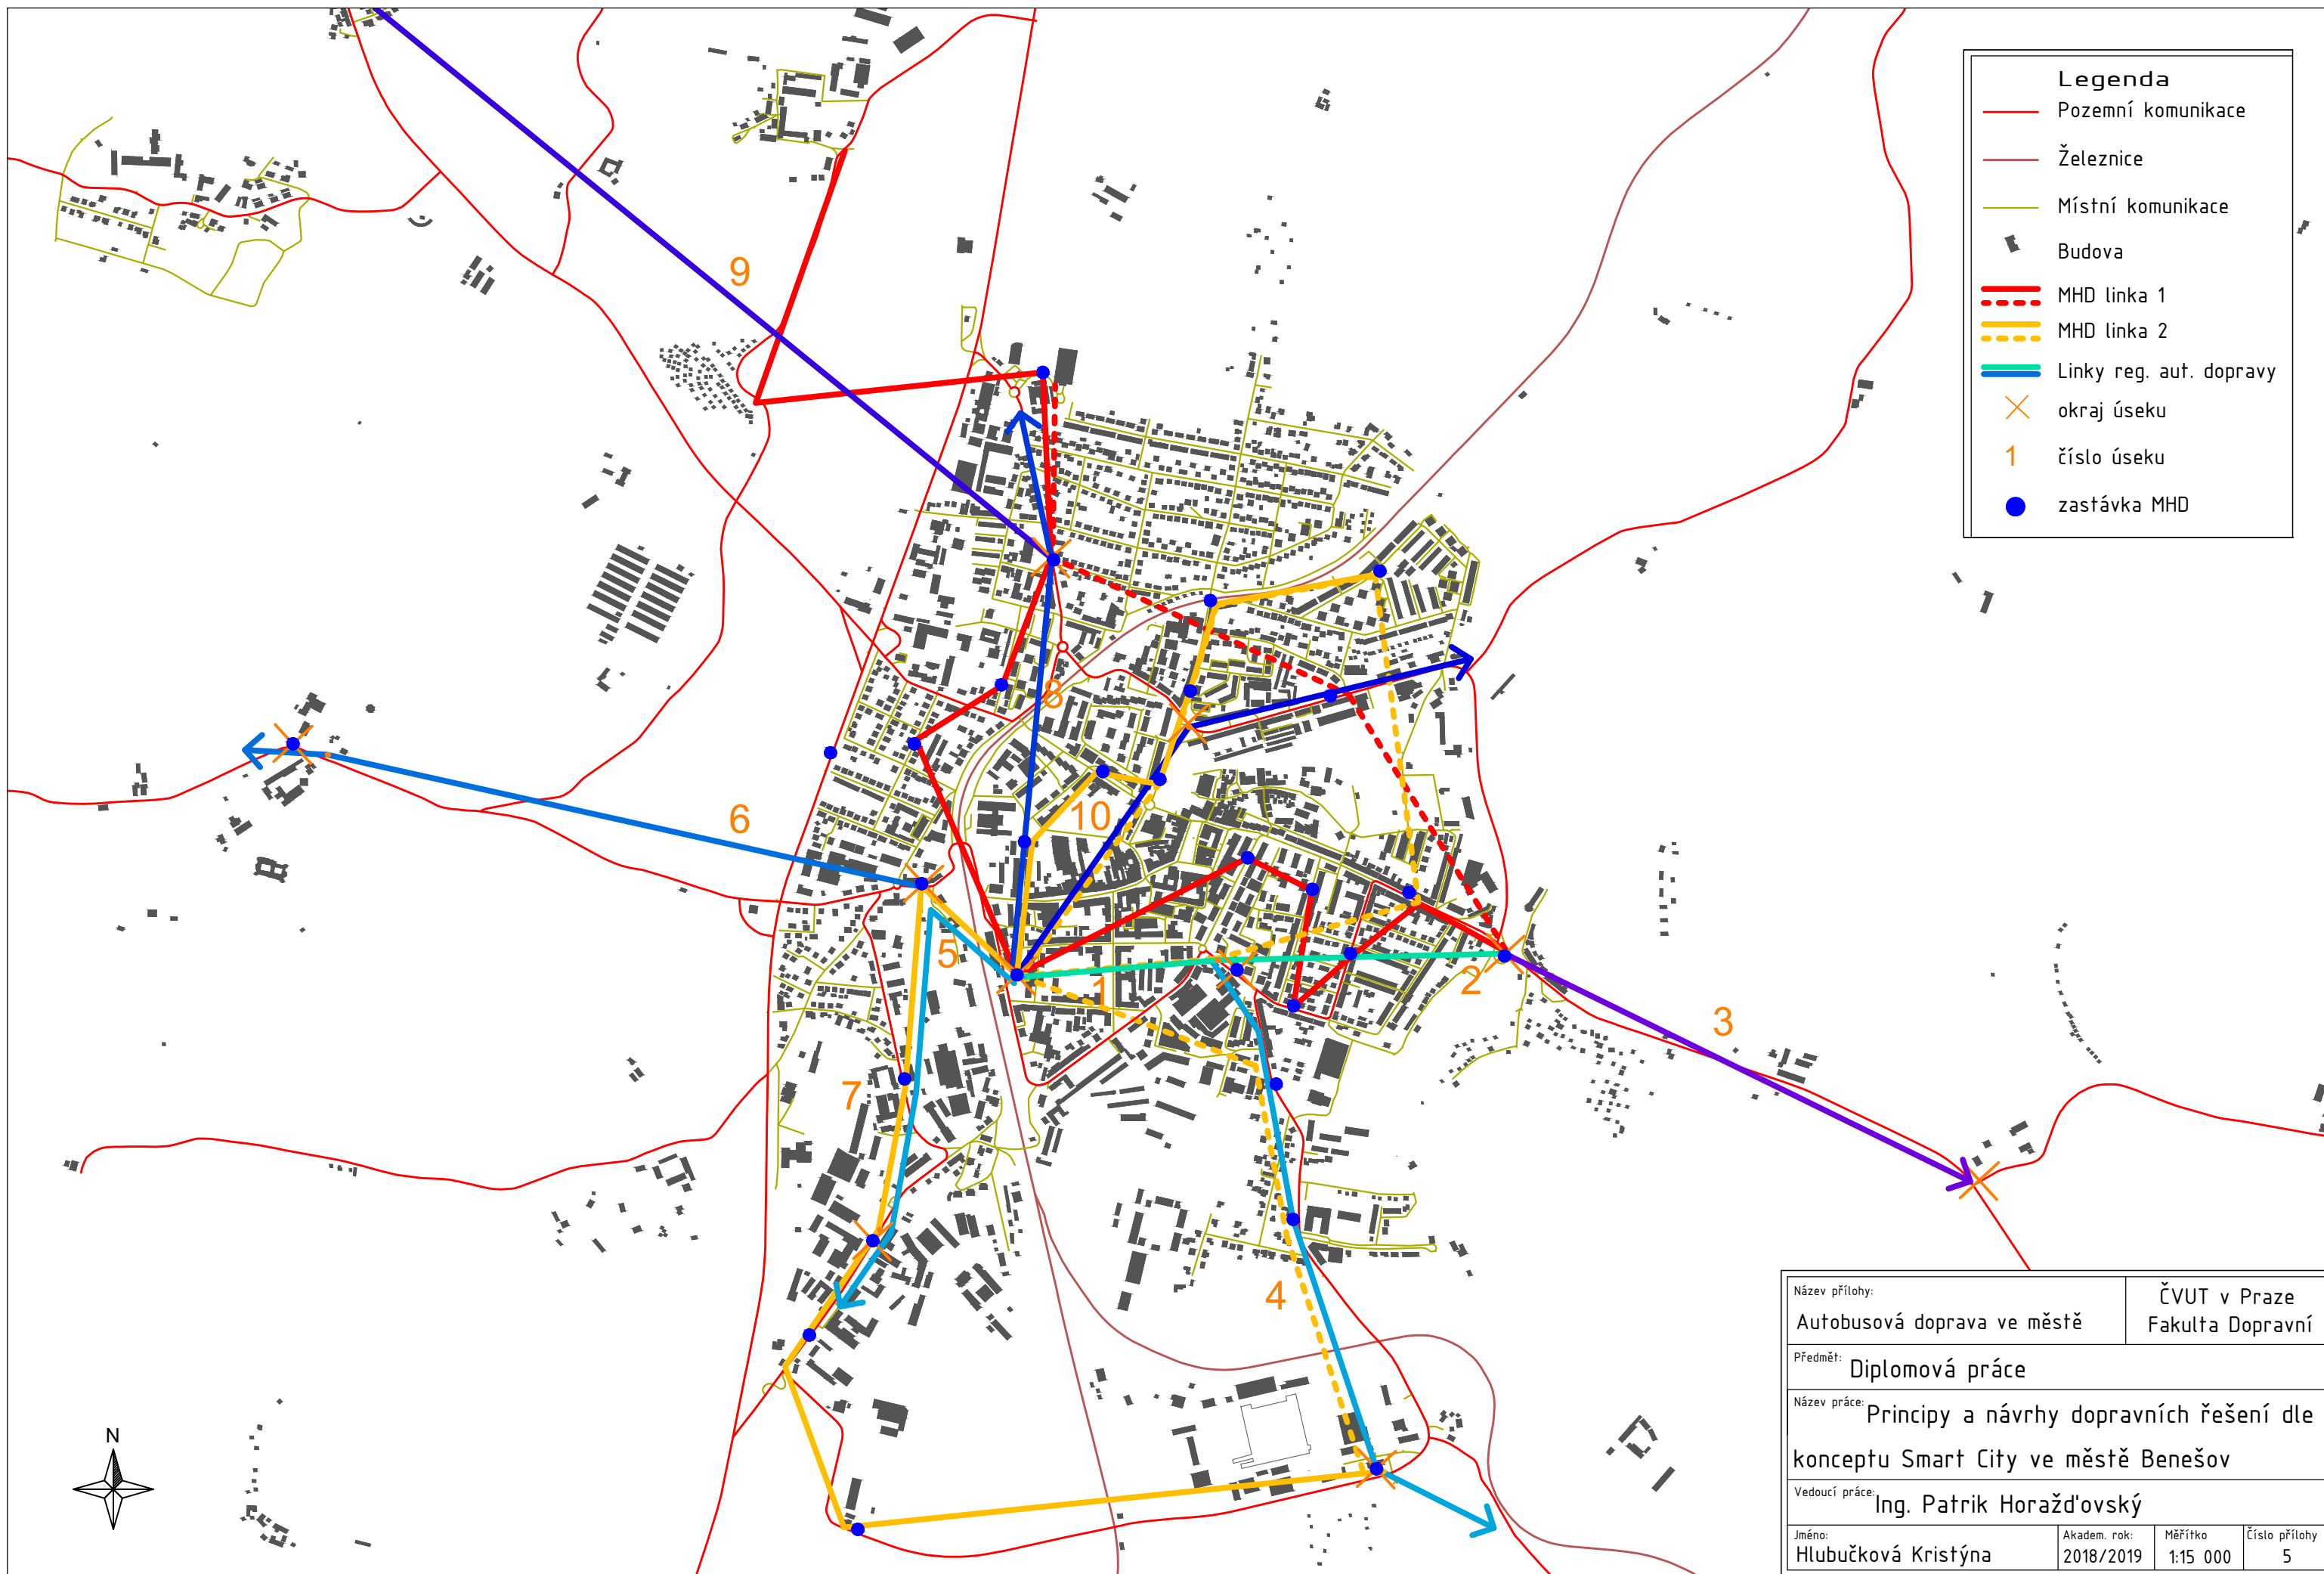 Legenda
Pozemní komunikace
Železnice
Místní komunikace
Budova
MHD linka 1
MHD linka 2
Linky reg. aut. dopravy
okraj úseku
1 číslo úseku
zastávka MHD
9
8
10
6
5
1
2
3
7
4
N
Název přílohy:
Autobusová doprava ve městě
ČVUT v Praze
Fakulta Dopravní
Předmět: Diplomová práce
Název práce: Principy a návrhy dopravních řešení dle
konceptu Smart City ve městě Benešov
Vedoucí práce: Ing. Patrik Horažd'ovský
Jméno:
Hlubučková Kristýna
Akadem. rok:
2018/2019
Měřítko
1:15 000
Číslo přílohy
5